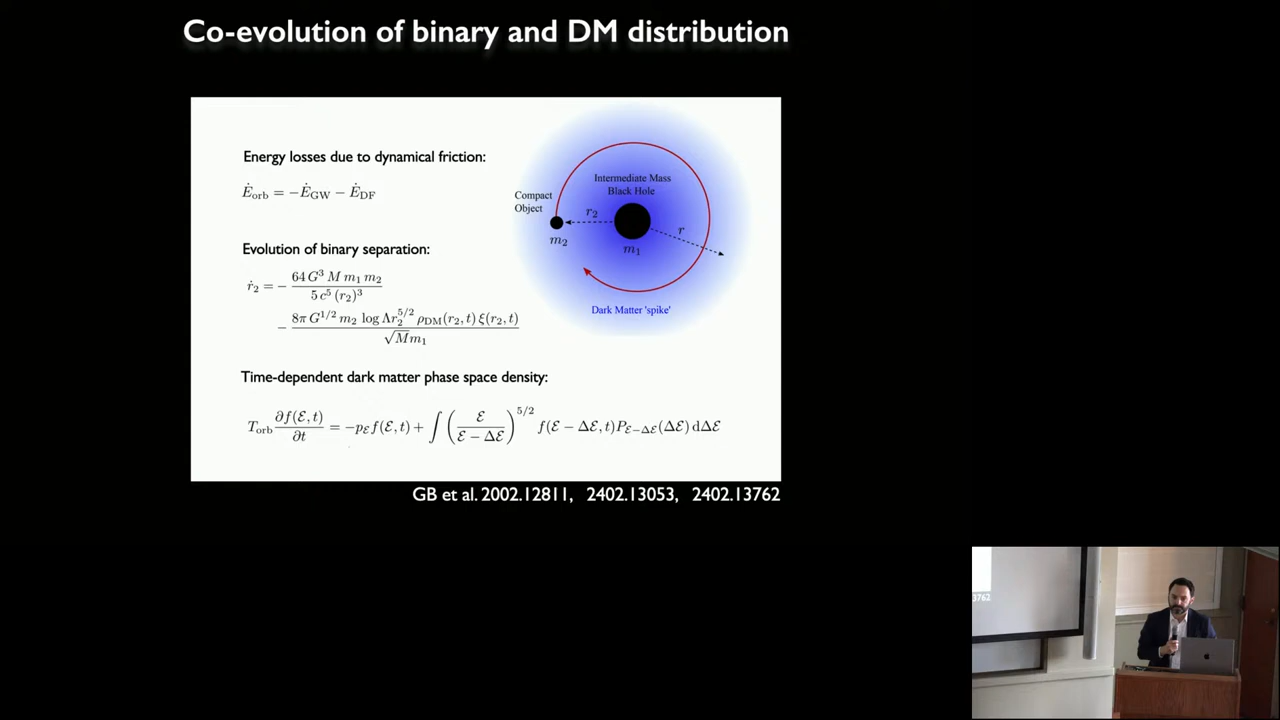 Co-evolution of binary and DM distribution
Energy losses due to dynamical friction:
Ė_orb = −Ė_GW − Ė_DF
Evolution of binary separation:
ṙ₂ = − 64 G³ M m₁ m₂ / 5 c⁵ (r₂)³
− 8π G^{1/2} m₂ log Λ r₂^{5/2} ρ_DM(r₂, t) ξ(r₂, t) / √M m₁
Intermediate Mass
Black Hole
Compact
Object
r₂
r
m₂
m₁
Dark Matter 'spike'
Time-dependent dark matter phase space density:
T_orb ∂f(ℰ, t)/∂t = −p_ℰ f(ℰ, t) + ∫ (ℰ / ℰ − Δℰ)^{5/2} f(ℰ − Δℰ, t) P_{ℰ−Δℰ}(Δℰ) dΔℰ
GB et al. 2002.12811, 2402.13053, 2402.13762
3762